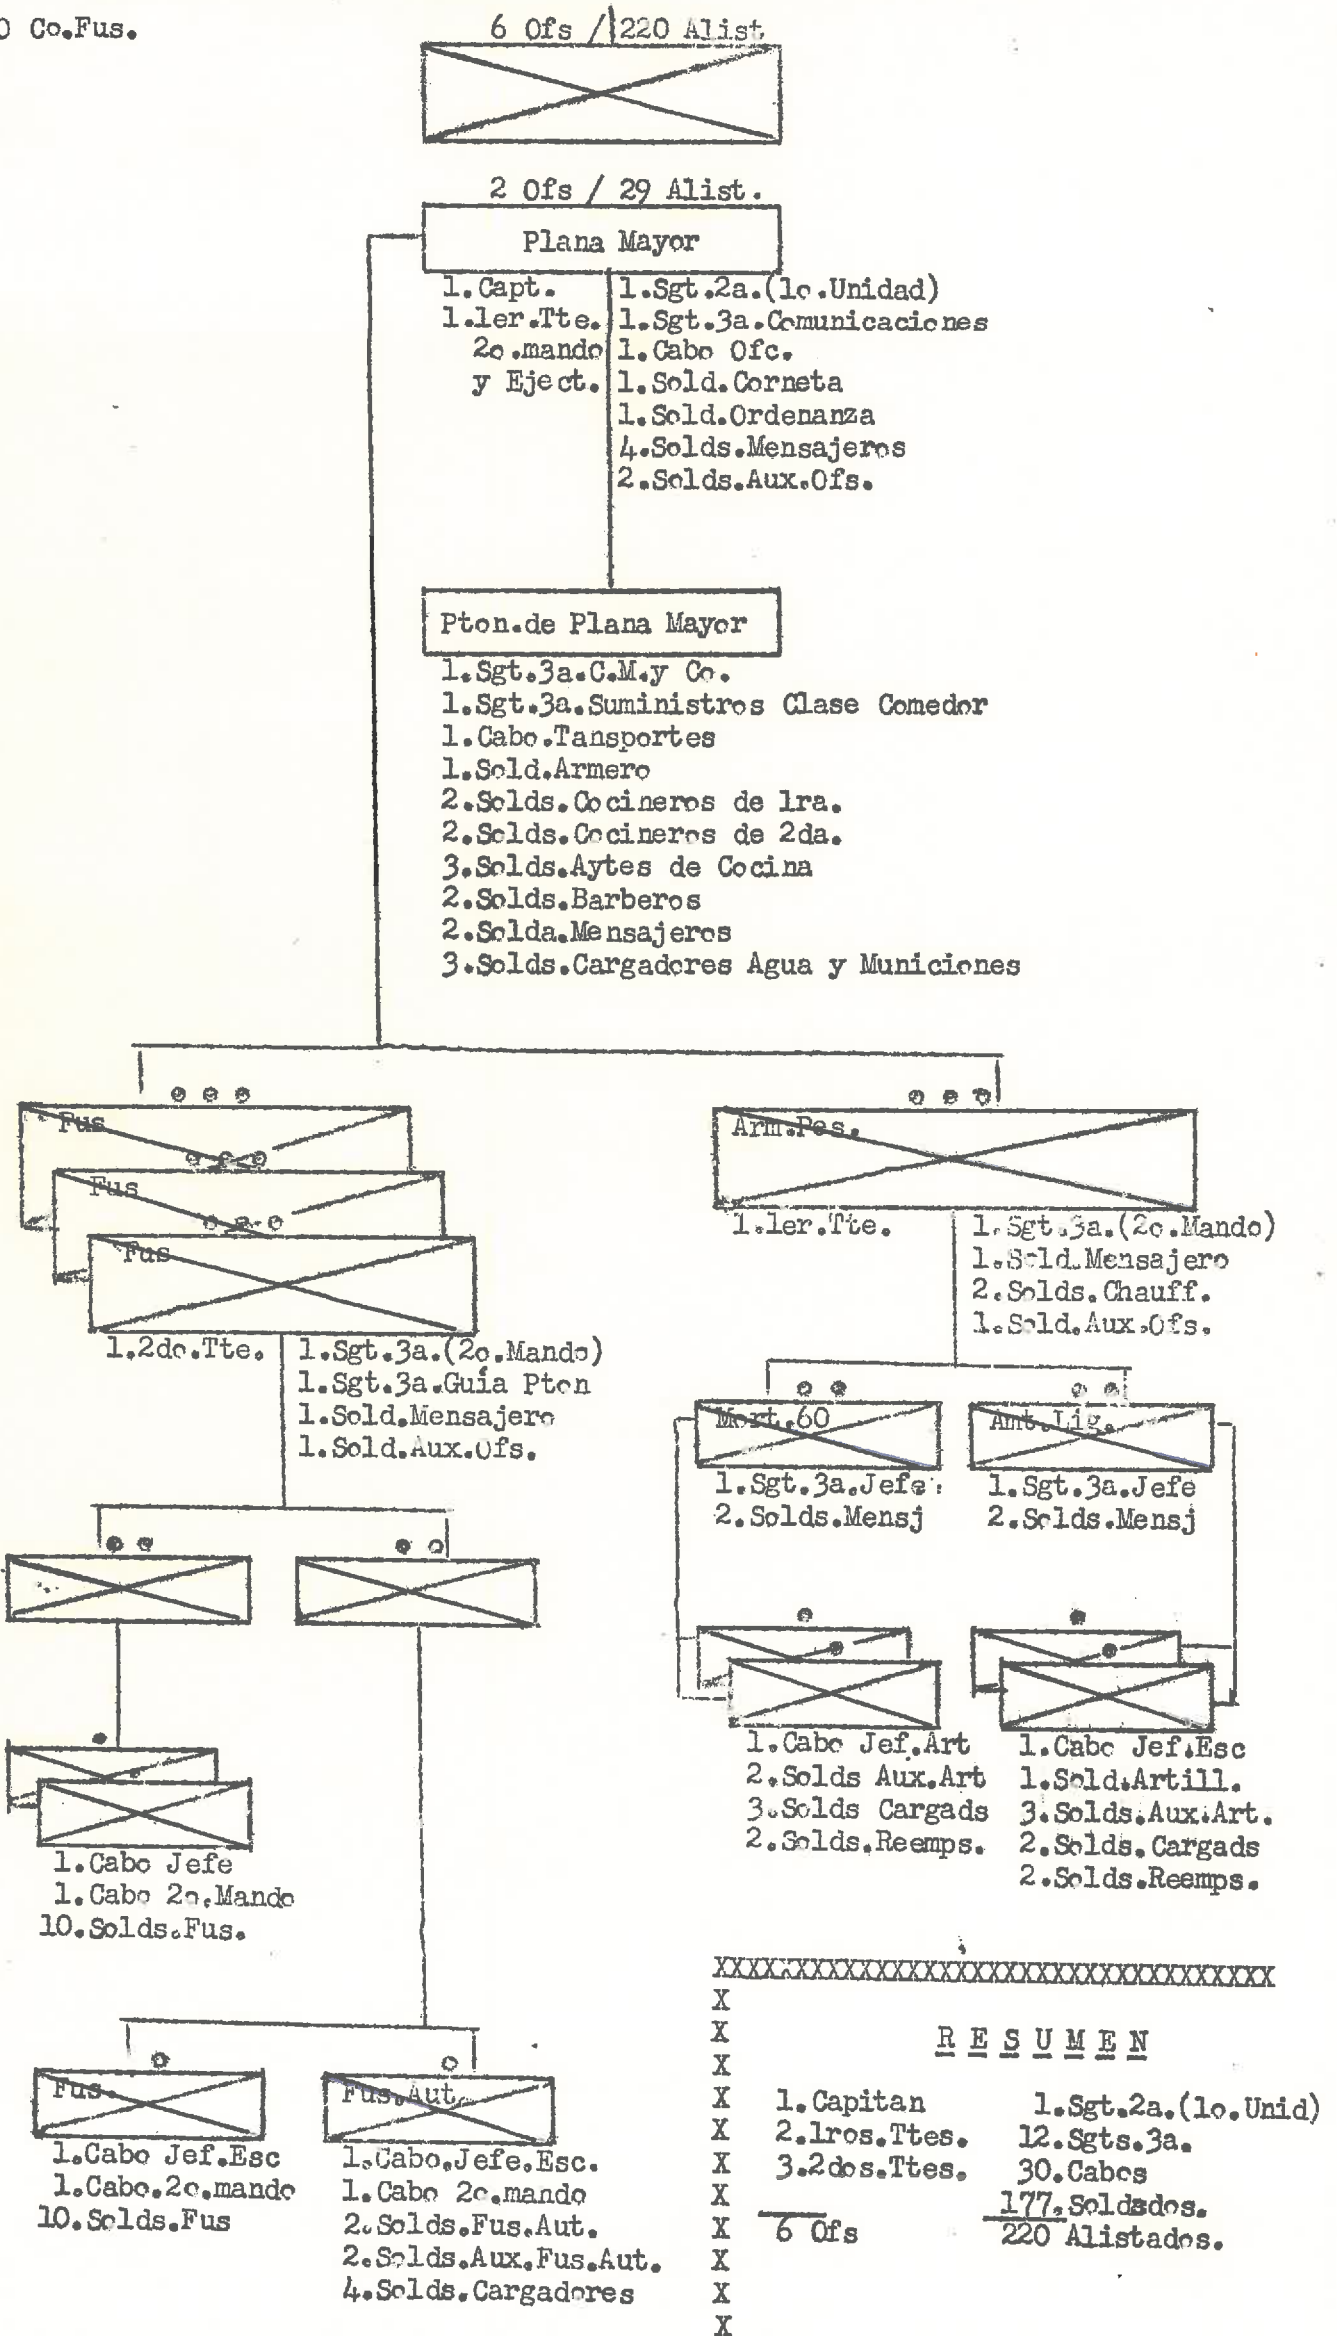 0 Co.Fus.
6 Ofs / 220 Alist
2 Ofs / 29 Alist.
Plana Mayor
1.Capt.
1.1er.Tte.
2o.mando
y Eject.
1.Sgt.2a.(1o.Unidad)
1.Sgt.3a.Comunicaciones
1.Cabo Ofc.
1.Sold.Corneta
1.Sold.Ordenanza
4.Solds.Mensajeros
2.Solds.Aux.Ofs.
Pton.de Plana Mayor
1.Sgt.3a.C.M.y Co.
1.Sgt.3a.Suministros Clase Comedor
1.Cabo.Tansportes
1.Sold.Armero
2.Solds.Cocineros de 1ra.
2.Solds.Cocineros de 2da.
3.Solds.Aytes de Cocina
2.Solds.Barberos
2.Solda.Mensajeros
3.Solds.Cargadores Agua y Municiones
Fus
Fus
Fus
1.2do.Tte.
1.Sgt.3a.(2o.Mando)
1.Sgt.3a.Guía Pton
1.Sold.Mensajero
1.Sold.Aux.Ofs.
Arm.Pes.
1.1er.Tte.
1.Sgt.3a.(2o.Mando)
1.Sold.Mensajero
2.Solds.Chauff.
1.Sold.Aux.Ofs.
Mort.60
1.Sgt.3a.Jefe
2.Solds.Mensj
Amt.Lig.
1.Sgt.3a.Jefe
2.Solds.Mensj
1.Cabo Jef.Art
2.Solds Aux.Art
3.Solds Cargads
2.Solds.Reemps.
1.Cabo Jef.Esc
1.Sold.Artill.
3.Solds.Aux.Art.
2.Solds.Cargads
2.Solds.Reemps.
1.Cabo Jefe
1.Cabo 2o.Mando
10.Solds.Fus.
Fus.
1.Cabo Jef.Esc
1.Cabo.2o.mando
10.Solds.Fus
Fus.Aut.
1.Cabo.Jefe.Esc.
1.Cabo 2o.mando
2.Solds.Fus.Aut.
2.Solds.Aux.Fus.Aut.
4.Solds.Cargadores
RESUMEN
1.Capitan
2.1ros.Ttes.
3.2dos.Ttes.
6 Ofs
1.Sgt.2a.(1o.Unid)
12.Sgts.3a.
30.Cabos
177.Soldados.
220 Alistados.